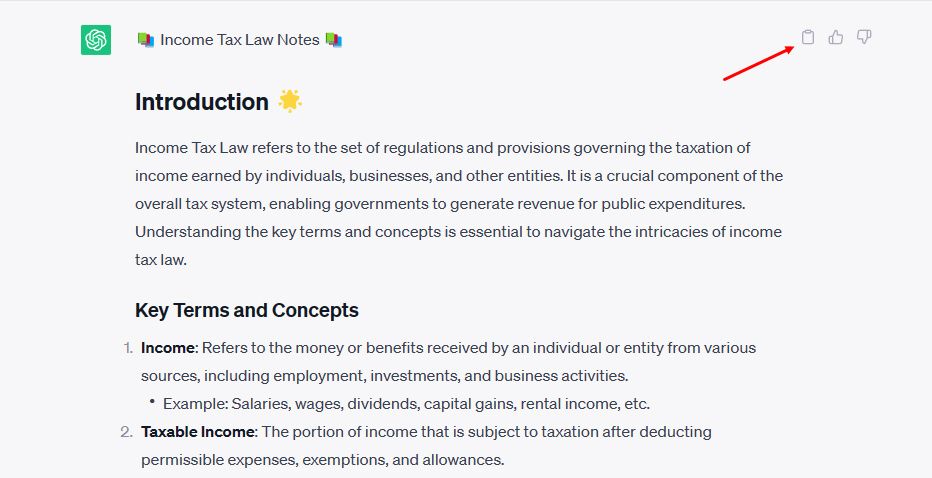 📚 Income Tax Law Notes 📚
Introduction 🌟
Income Tax Law refers to the set of regulations and provisions governing the taxation of
income earned by individuals, businesses, and other entities. It is a crucial component of the
overall tax system, enabling governments to generate revenue for public expenditures.
Understanding the key terms and concepts is essential to navigate the intricacies of income
tax law.
Key Terms and Concepts
1. Income: Refers to the money or benefits received by an individual or entity from various
sources, including employment, investments, and business activities.
• Example: Salaries, wages, dividends, capital gains, rental income, etc.
2. Taxable Income: The portion of income that is subject to taxation after deducting
permissible expenses, exemptions, and allowances.